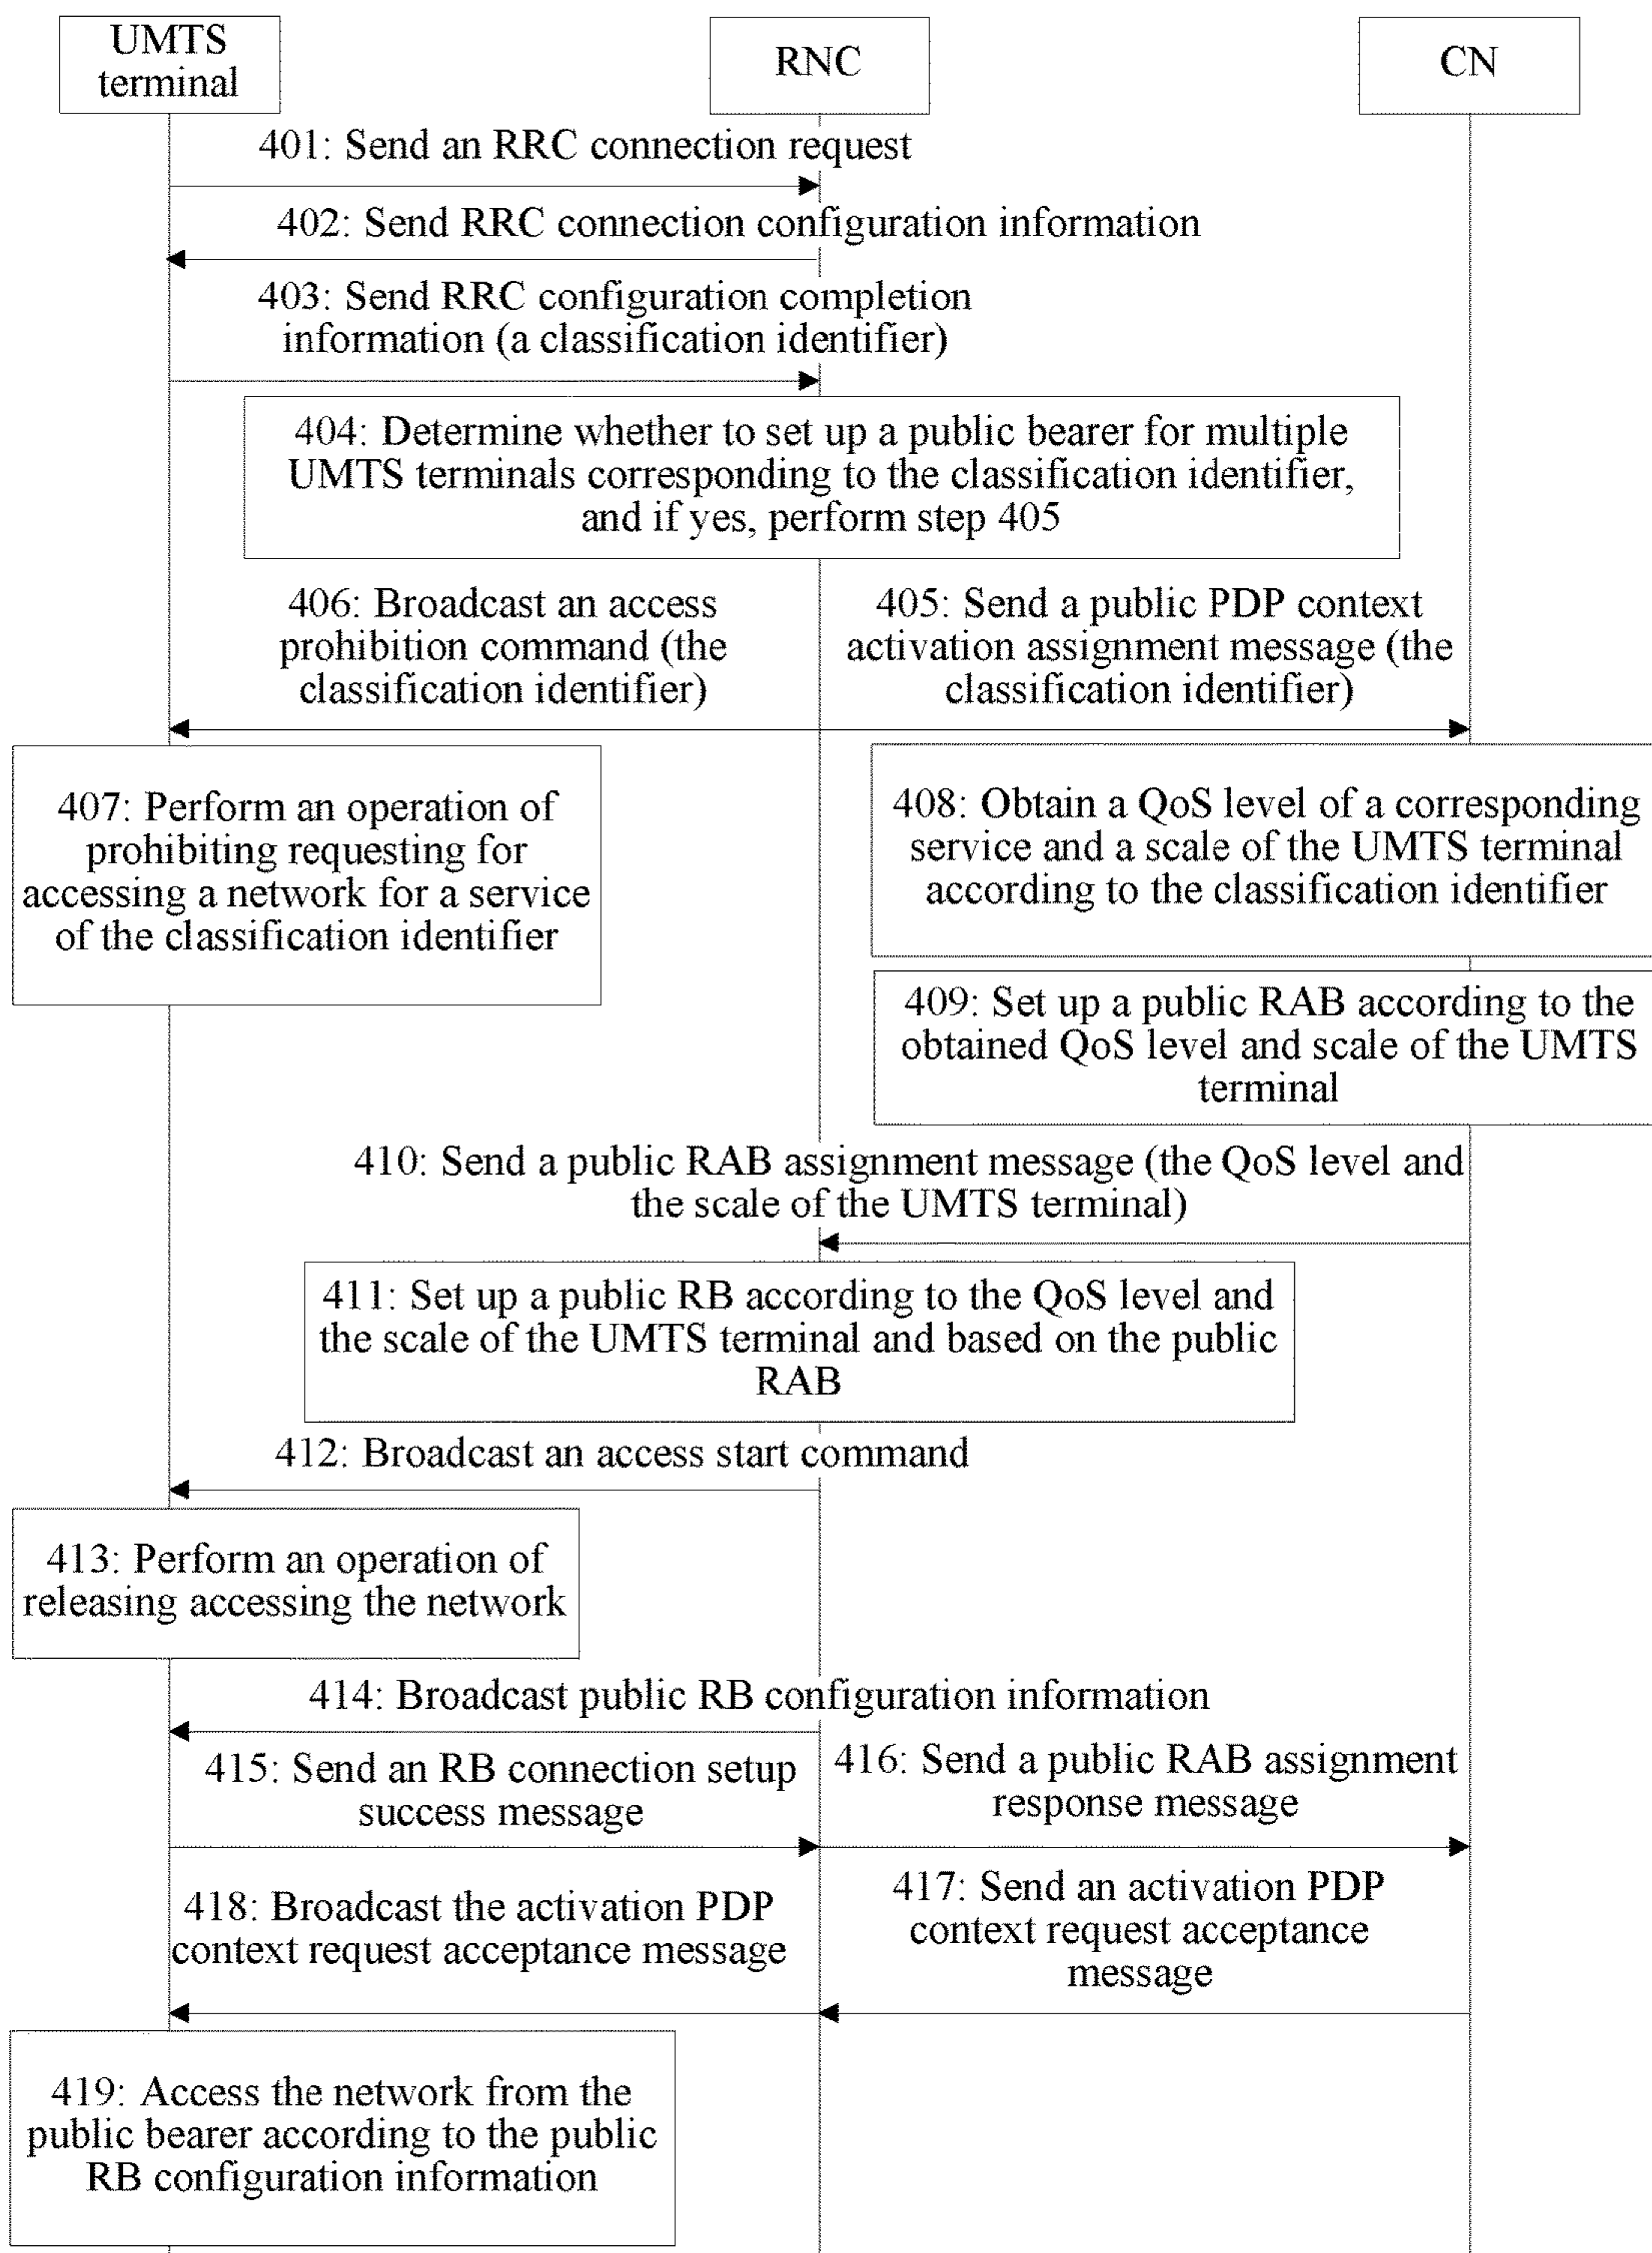 UMTS
terminal
RNC
CN
401: Send an RRC connection request
402: Send RRC connection configuration information
403: Send RRC configuration completion
information (a classification identifier)
404: Determine whether to set up a public bearer for multiple
UMTS terminals corresponding to the classification identifier,
and if yes, perform step 405
406: Broadcast an access
prohibition command (the
classification identifier)
405: Send a public PDP context
activation assignment message (the
classification identifier)
407: Perform an operation of
prohibiting requesting for
accessing a network for a service
of the classification identifier
408: Obtain a QoS level of a corresponding
service and a scale of the UMTS terminal
according to the classification identifier
409: Set up a public RAB according to the
obtained QoS level and scale of the UMTS
terminal
410: Send a public RAB assignment message (the QoS level and
the scale of the UMTS terminal)
411: Set up a public RB according to the QoS level and
the scale of the UMTS terminal and based on the public
RAB
412: Broadcast an access start command
413: Perform an operation of
releasing accessing the network
414: Broadcast public RB configuration information
415: Send an RB connection setup
success message
416: Send a public RAB assignment
response message
418: Broadcast the activation PDP
context request acceptance message
417: Send an activation PDP
context request acceptance
message
419: Access the network from the
public bearer according to the public
RB configuration information